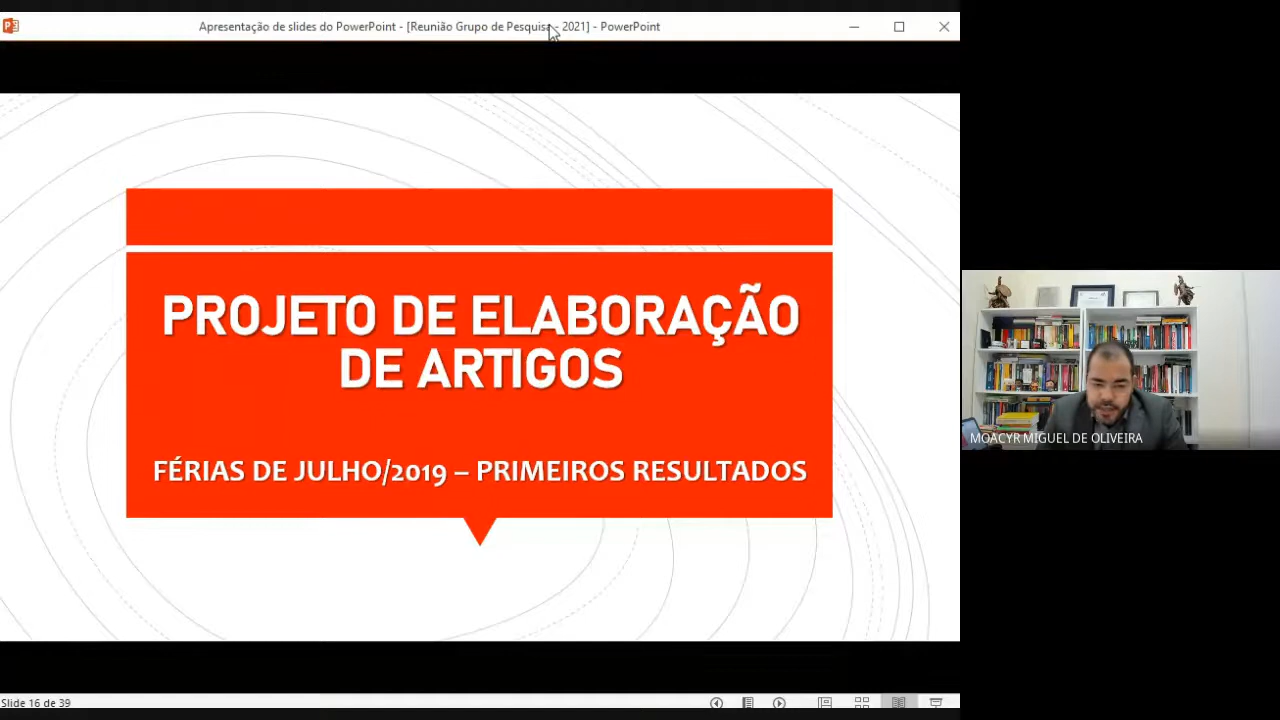 Apresentação de slides do PowerPoint - [Reunião Grupo de Pesquisa - 2021] - PowerPoint
PROJETO DE ELABORAÇÃO
DE ARTIGOS
FÉRIAS DE JULHO/2019 – PRIMEIROS RESULTADOS
MOACYR MIGUEL DE OLIVEIRA
Slide 16 de 39